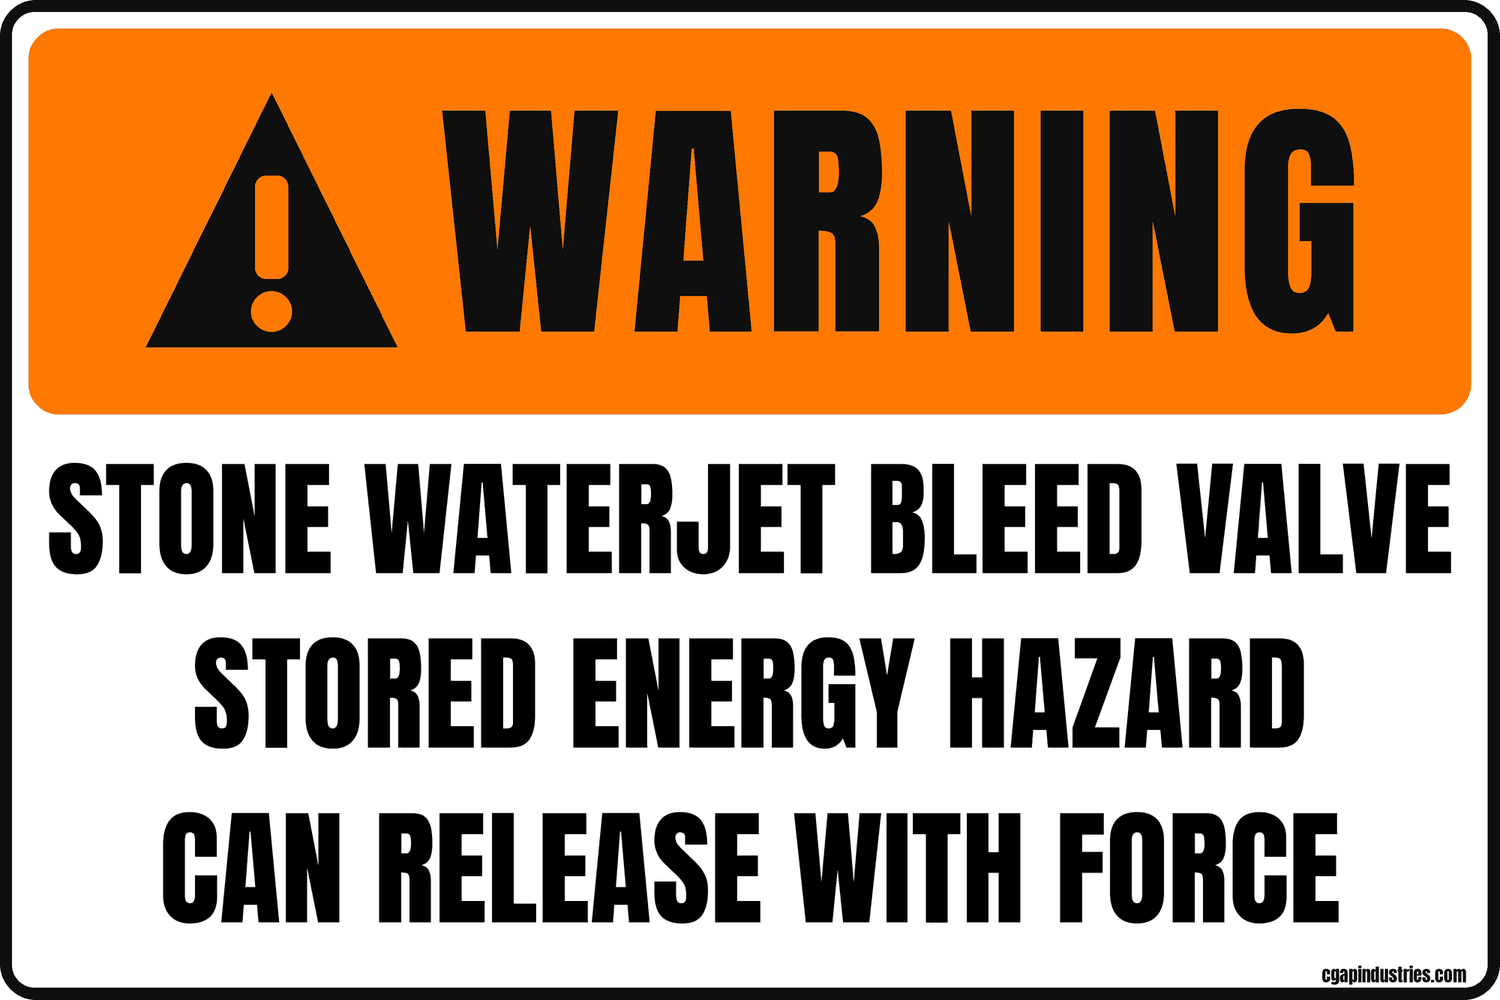 WARNING
STONE WATERJET BLEED VALVE
STORED ENERGY HAZARD
CAN RELEASE WITH FORCE
cgapindustries.com